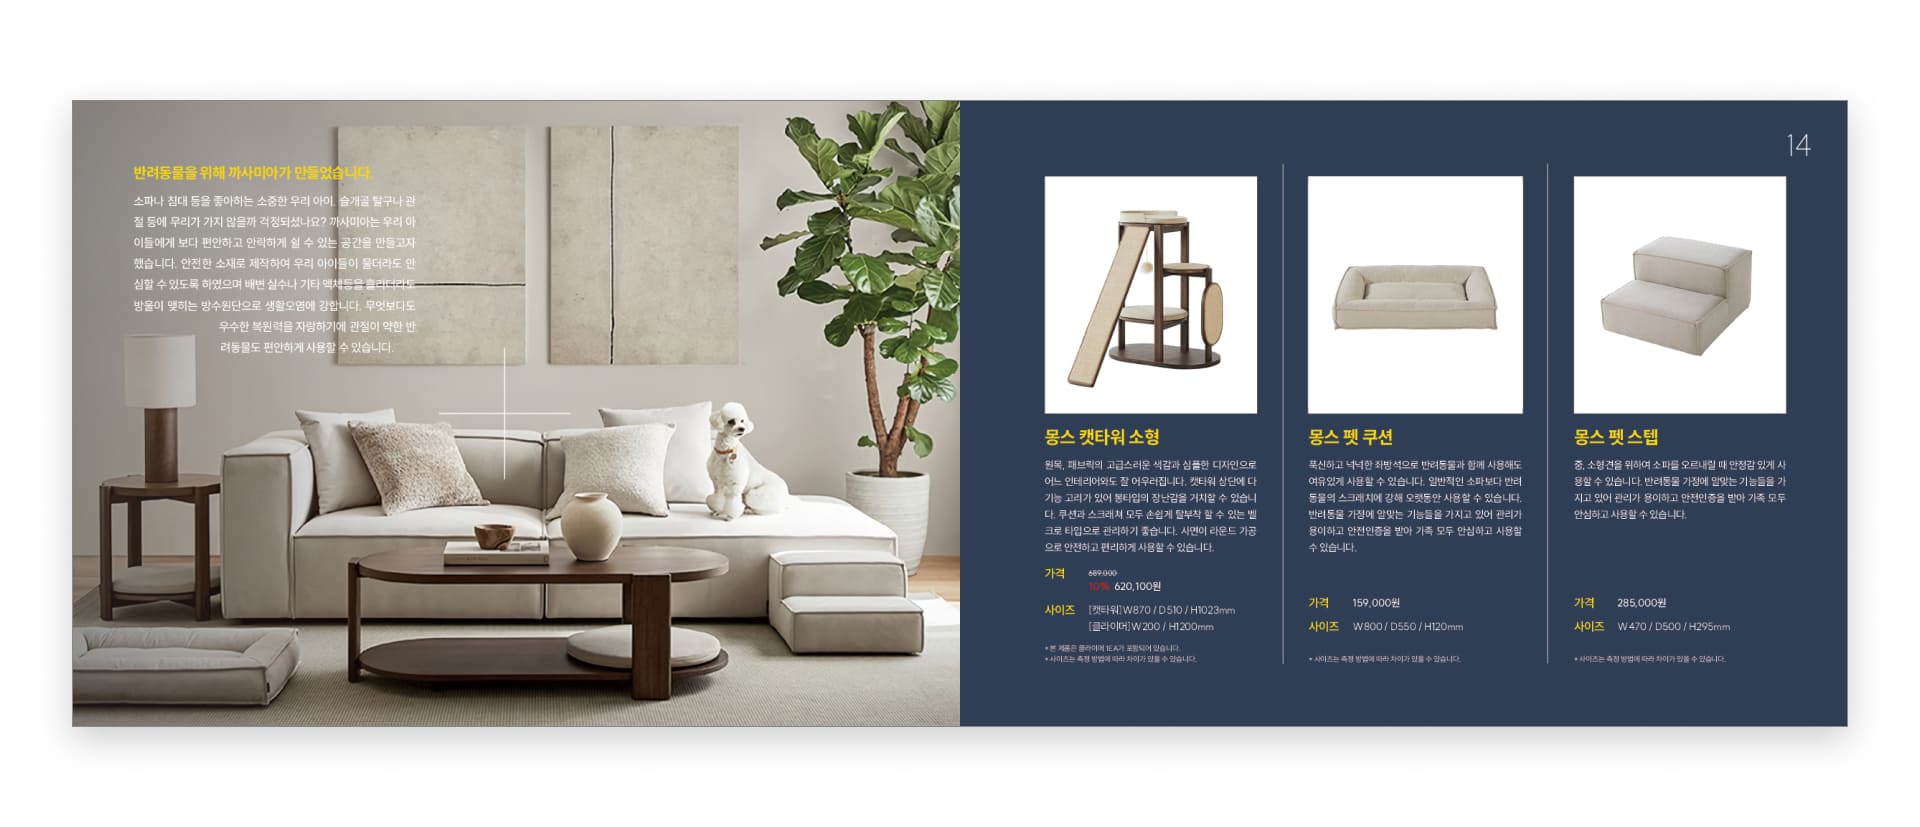 반려동물을 위해 까사미아가 만들었습니다.
소파나 침대 등을 좋아하는 소중한 우리 아이, 슬개골 탈구나 관
절 등에 무리가 가지 않을까 걱정되셨나요? 까사미아는 우리 아
이들에게 보다 편안하고 안락하게 쉴 수 있는 공간을 만들고자
했습니다. 안전한 소재로 제작하여 우리 아이들이 물더라도 안
심할 수 있도록 하였으며 배변 실수나 기타 액체등을 흘리더라도
방울이 맺히는 방수원단으로 생활오염에 강합니다. 무엇보다도
우수한 복원력을 자랑하기에 관절이 약한 반
려동물도 편안하게 사용할 수 있습니다.
14
몽스 캣타워 소형
원목, 패브릭의 고급스러운 색감과 심플한 디자인으로
어느 인테리어와도 잘 어우러집니다. 캣타워 상단에 다
기능 고리가 있어 봉타입의 장난감을 거치할 수 있습니
다. 쿠션과 스크래쳐 모두 손쉽게 탈부착 할 수 있는 벨
크로 타입으로 관리하기 좋습니다. 사면이 라운드 가공
으로 안전하고 편리하게 사용할 수 있습니다.
가격 689,000
10% 620,100원
사이즈 [캣타워]W870 / D510 / H1023mm
[클라이머]W200 / H1200mm
* 본 제품은 클라이머 1EA가 포함되어 있습니다.
* 사이즈는 측정 방법에 따라 차이가 있을 수 있습니다.
몽스 펫 쿠션
푹신하고 넉넉한 좌방석으로 반려동물과 함께 사용해도
여유있게 사용할 수 있습니다. 일반적인 소파보다 반려
동물의 스크래치에 강해 오랫동안 사용할 수 있습니다.
반려동물 가정에 알맞는 기능들을 가지고 있어 관리가
용이하고 안전인증을 받아 가족 모두 안심하고 사용할
수 있습니다.
가격 159,000원
사이즈 W800 / D550 / H120mm
* 사이즈는 측정 방법에 따라 차이가 있을 수 있습니다.
몽스 펫 스텝
중, 소형견을 위하여 소파를 오르내릴 때 안정감 있게 사
용할 수 있습니다. 반려동물 가정에 알맞는 기능들을 가
지고 있어 관리가 용이하고 안전인증을 받아 가족 모두
안심하고 사용할 수 있습니다.
가격 285,000원
사이즈 W470 / D500 / H295mm
* 사이즈는 측정 방법에 따라 차이가 있을 수 있습니다.